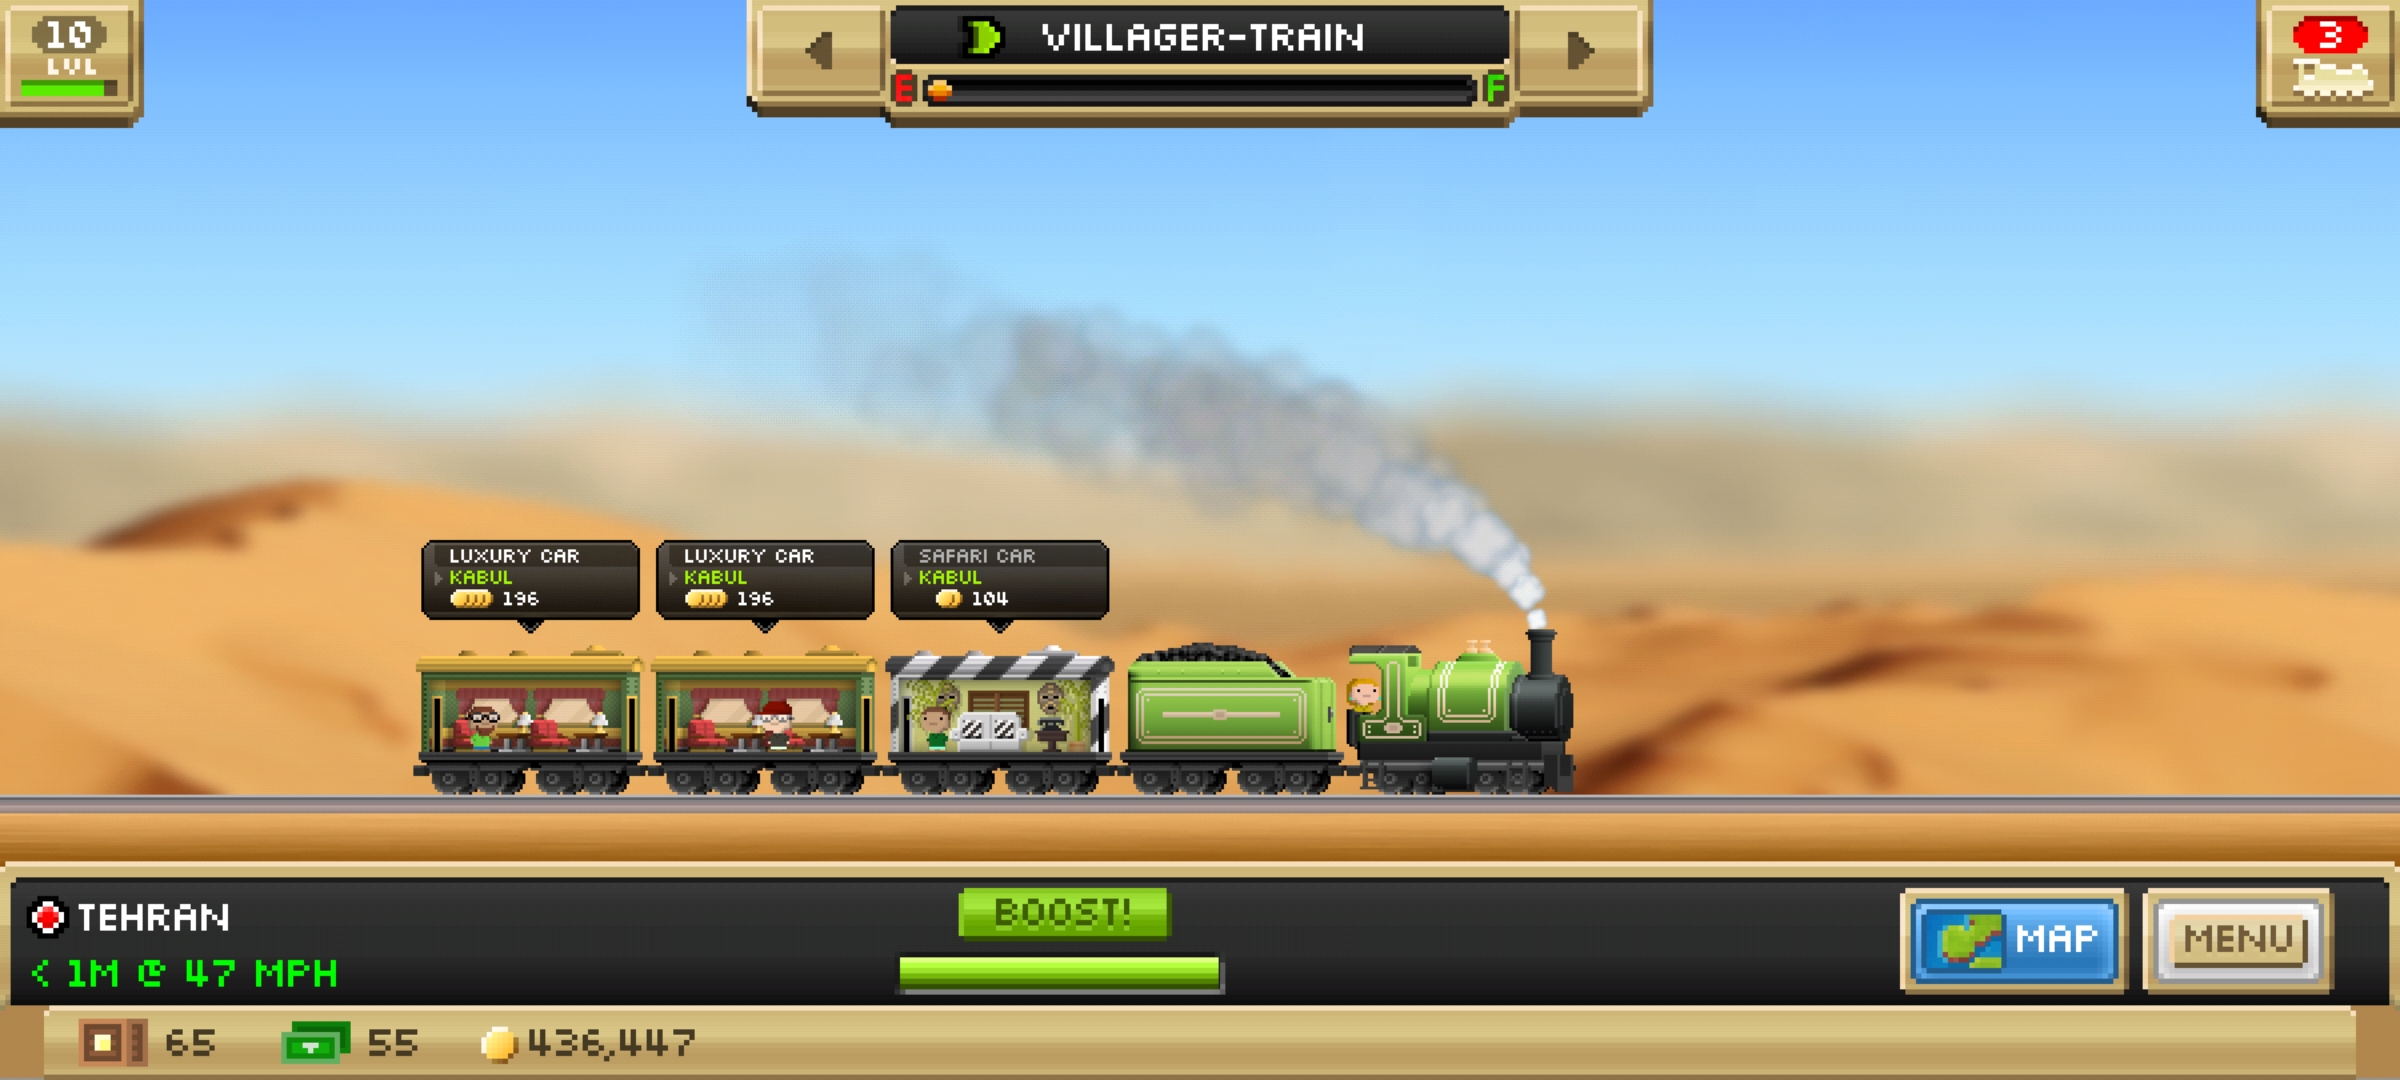 10
LVL
VILLAGER-TRAIN
E F
3
LUXURY CAR
KABUL
196
LUXURY CAR
KABUL
196
SAFARI CAR
KABUL
104
TEHRAN
< 1M @ 47 MPH
BOOST!
MAP
MENU
65
55
436,447